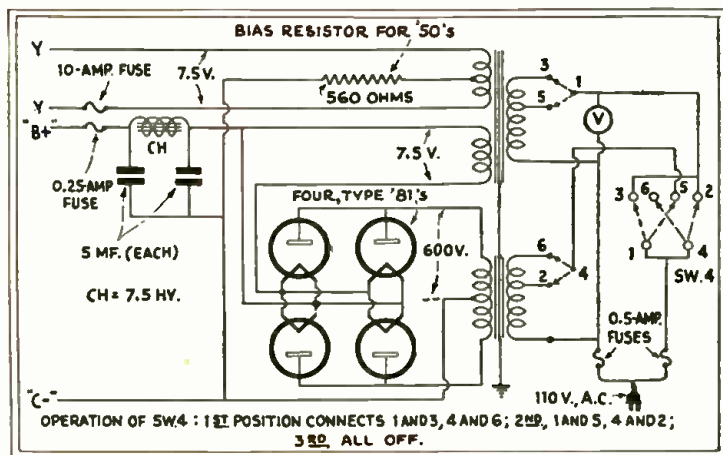 BIAS RESISTOR FOR '50's
Y
10-AMP. FUSE
7.5 V.
560 OHMS
3
1
5
Y
"B+"
V
CH
7.5 V.
0.25-AMP
FUSE
FOUR, TYPE '81's
3
6
5
2
5 MF. (EACH)
600V.
6
4
2
1
4
SW.4
CH = 7.5 HY.
0.5-AMP.
FUSES
"C-"
110 V., A.C.
OPERATION OF SW.4 : 1ST POSITION CONNECTS 1 AND 3, 4 AND 6; 2ND, 1 AND 5, 4 AND 2;
3RD ALL OFF.